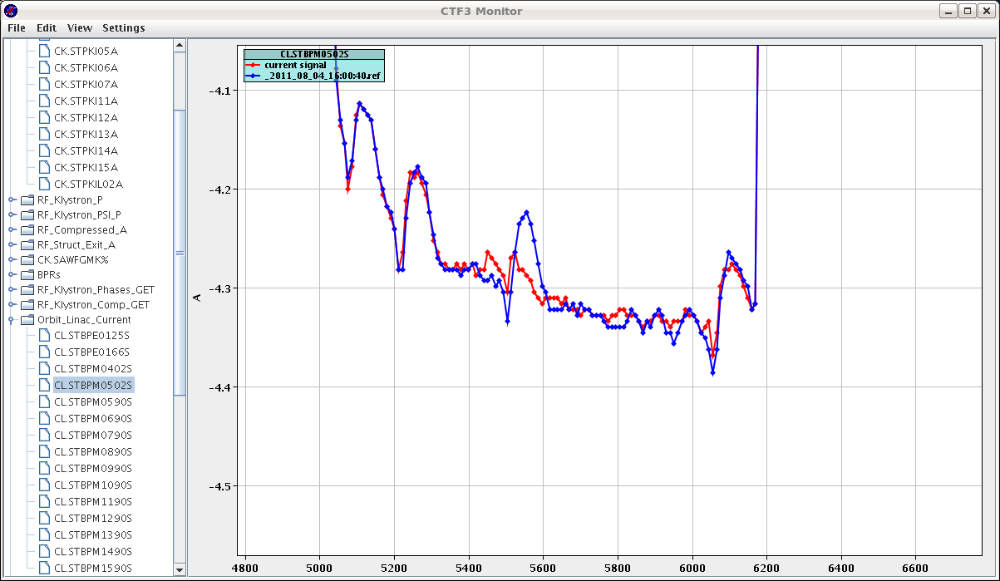 CTF3 Monitor
File Edit View Settings
CK.STPKI05A
CK.STPKI06A
CK.STPKI07A
CK.STPKI11A
CK.STPKI12A
CK.STPKI13A
CK.STPKI14A
CK.STPKI15A
CK.STPKIL02A
RF_Klystron_P
RF_Klystron_PSI_P
RF_Compressed_A
RF_Struct_Exit_A
CK.SAWFGMK%
BPRs
RF_Klystron_Phases_GET
RF_Klystron_Comp_GET
Orbit_Linac_Current
CL.STBPE0125S
CL.STBPE0166S
CL.STBPM0402S
CL.STBPM0502S
CL.STBPM0590S
CL.STBPM0690S
CL.STBPM0790S
CL.STBPM0890S
CL.STBPM0990S
CL.STBPM1090S
CL.STBPM1190S
CL.STBPM1290S
CL.STBPM1390S
CL.STBPM1490S
CL.STBPM1590S
CL.STBPM0502S
current signal
_2011_08_04_16:00:40.ref
-4.1
-4.2
-4.3
A
-4.4
-4.5
4800 5000 5200 5400 5600 5800 6000 6200 6400 6600